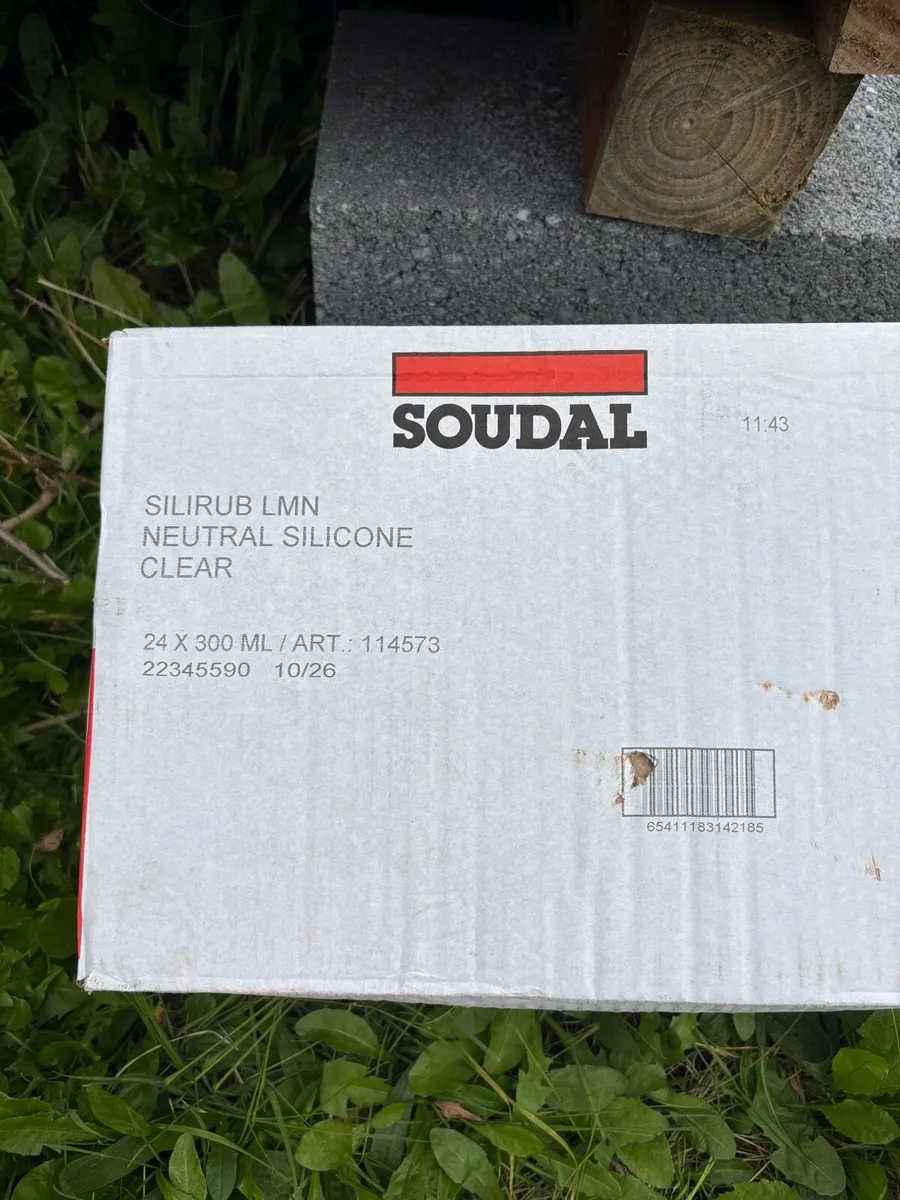 SOUDAL
11:43
SILIRUB LMN
NEUTRAL SILICONE
CLEAR
24 X 300 ML / ART.: 114573
22345590 10/26
65411183142185